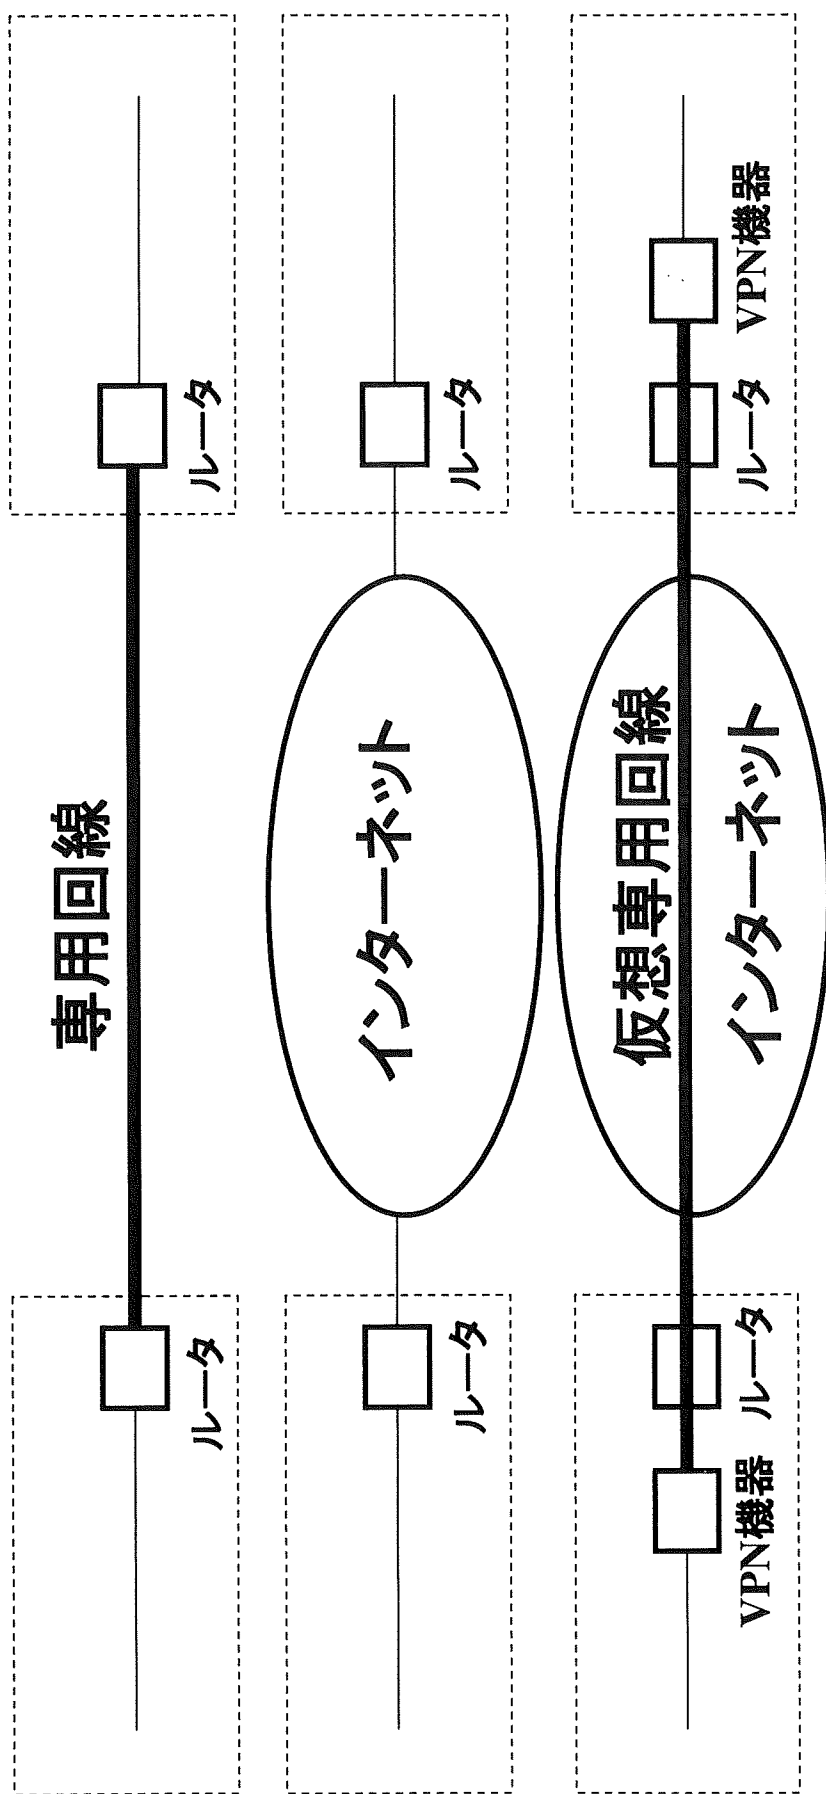 専用回線
ルータ
ルータ
インターネット
ルータ
ルータ
仮想専用回線
インターネット
VPN機器
ルータ
ルータ
VPN機器